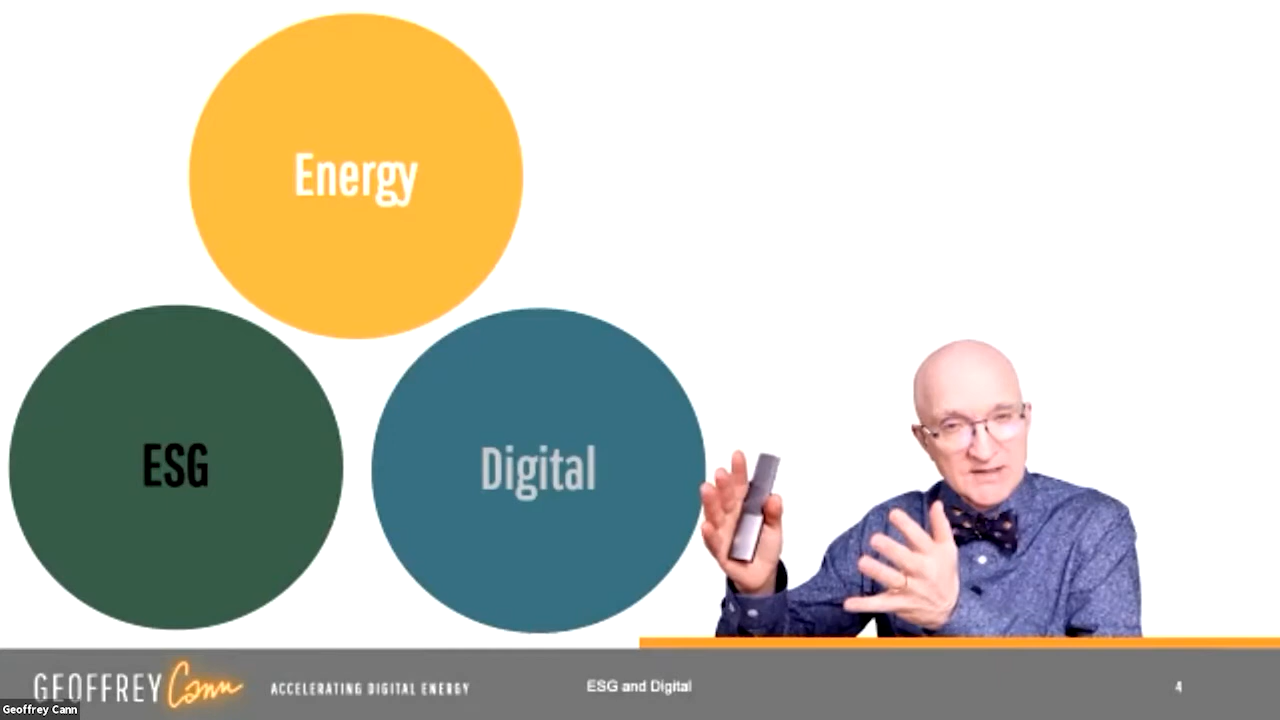 Energy
ESG
Digital
GEOFFREY Cann
ACCELERATING DIGITAL ENERGY
ESG and Digital
4
Geoffrey Cann